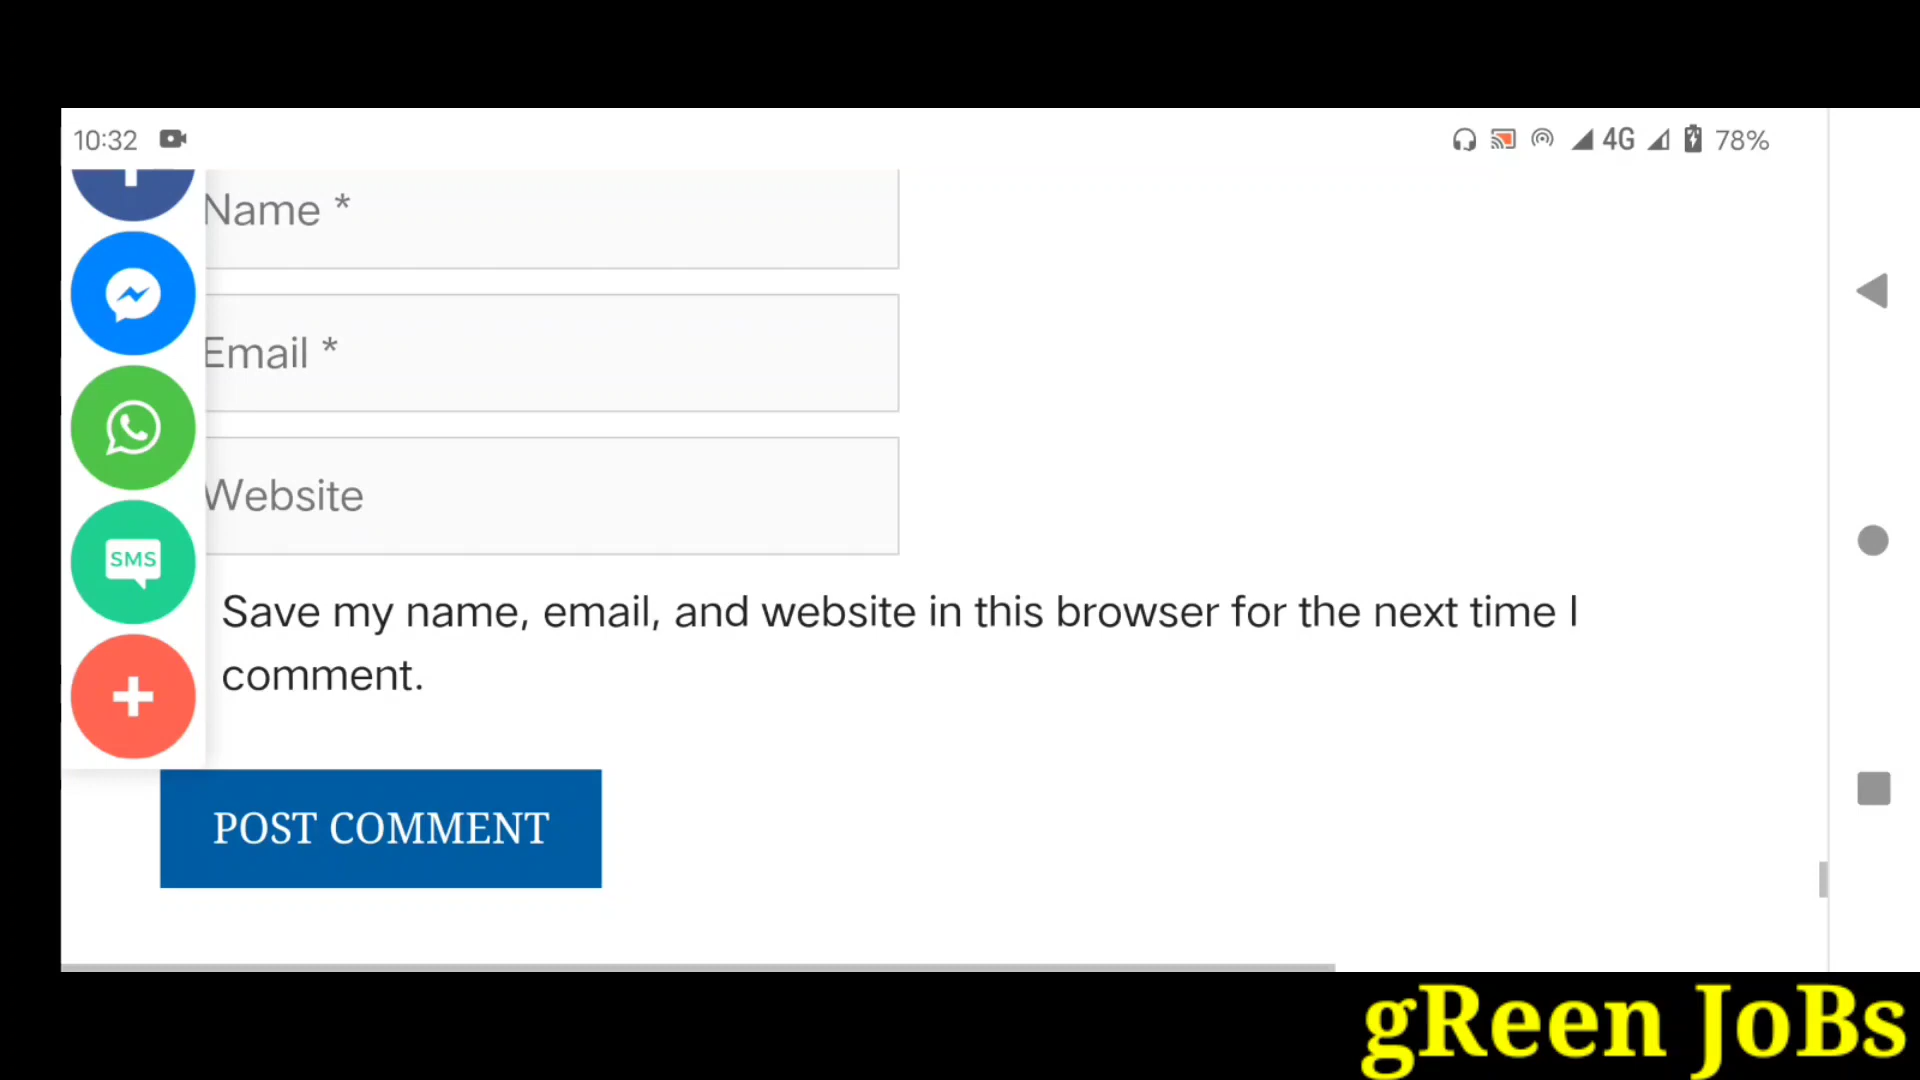 10:32 4G 78%
Name *
Email *
Website
SMS
Save my name, email, and website in this browser for the next time I
comment.
POST COMMENT
gReen JoBs